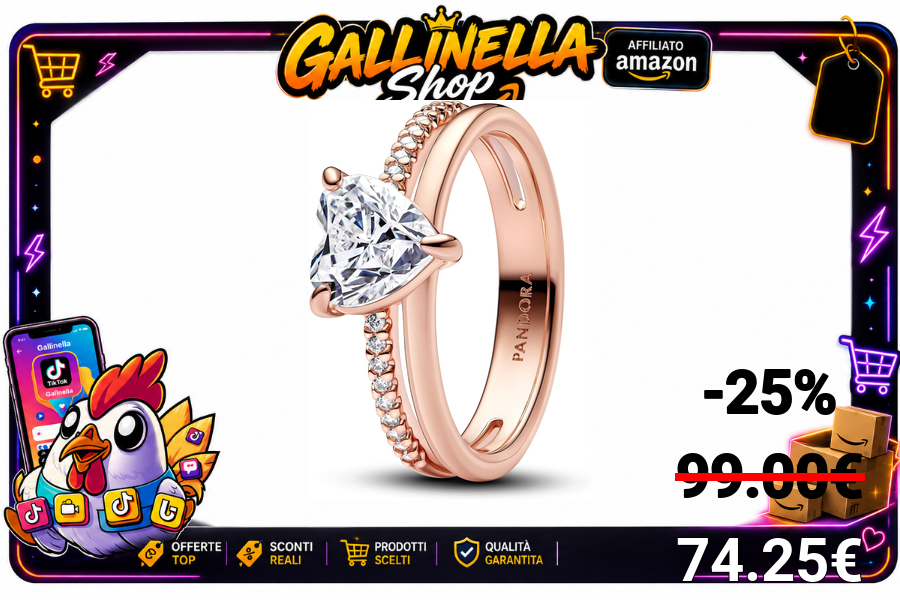 GALLINELLA
Shop
AFFILIATO
amazon
PANDORA
Gallinella
TikTok
Gallinella
-25%
99.00€
74.25€
OFFERTE
TOP
SCONTI
REALI
PRODOTTI
SCELTI
QUALITÀ
GARANTITA